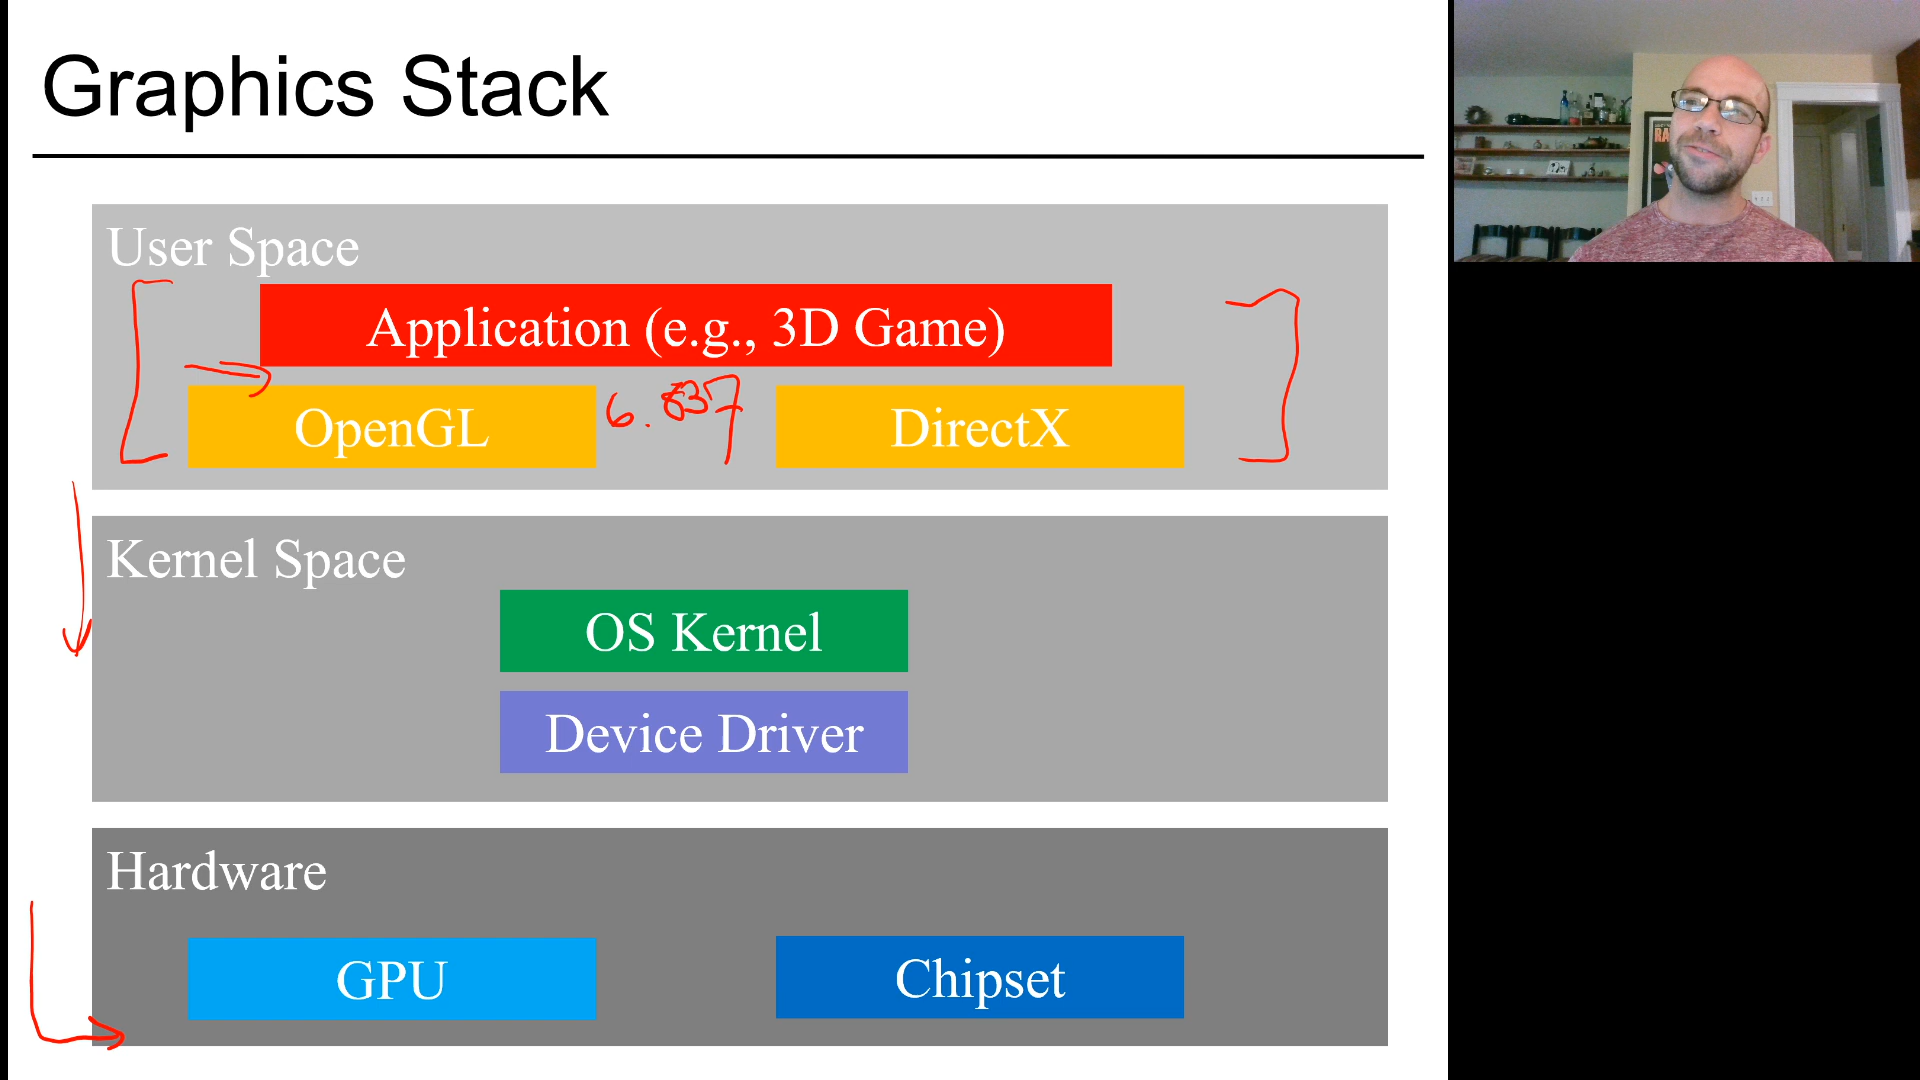 Graphics Stack
RA
User Space
Application (e.g., 3D Game)
OpenGL
6.837
DirectX
Kernel Space
OS Kernel
Device Driver
Hardware
GPU
Chipset